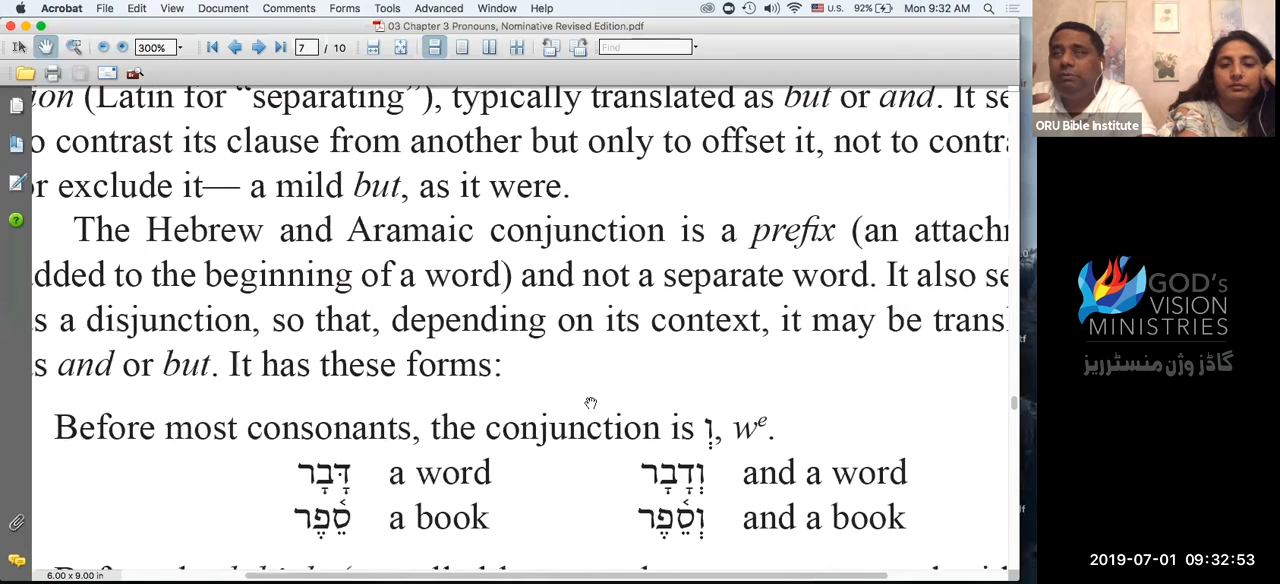 Acrobat File Edit View Document Comments Forms Tools Advanced Window Help U.S. 92% Mon 9:32 AM
03 Chapter 3 Pronouns, Nominative Revised Edition.pdf
300% 7 / 10 Find
ion (Latin for “separating”), typically translated as but or and. It se
o contrast its clause from another but only to offset it, not to contr
or exclude it— a mild but, as it were.
The Hebrew and Aramaic conjunction is a prefix (an attachm
dded to the beginning of a word) and not a separate word. It also se
s a disjunction, so that, depending on its context, it may be transl
s and or but. It has these forms:
Before most consonants, the conjunction is וְ, wᵉ.
דָּבָר a word וְדָבָר and a word
סֵ֫פֶר a book וְסֵ֫פֶר and a book
6.00 x 9.00 in
ORU Bible Institute
GOD's
VISION
MINISTRIES
گاڈز وژن منسٹریز
2019-07-01 09:32:53